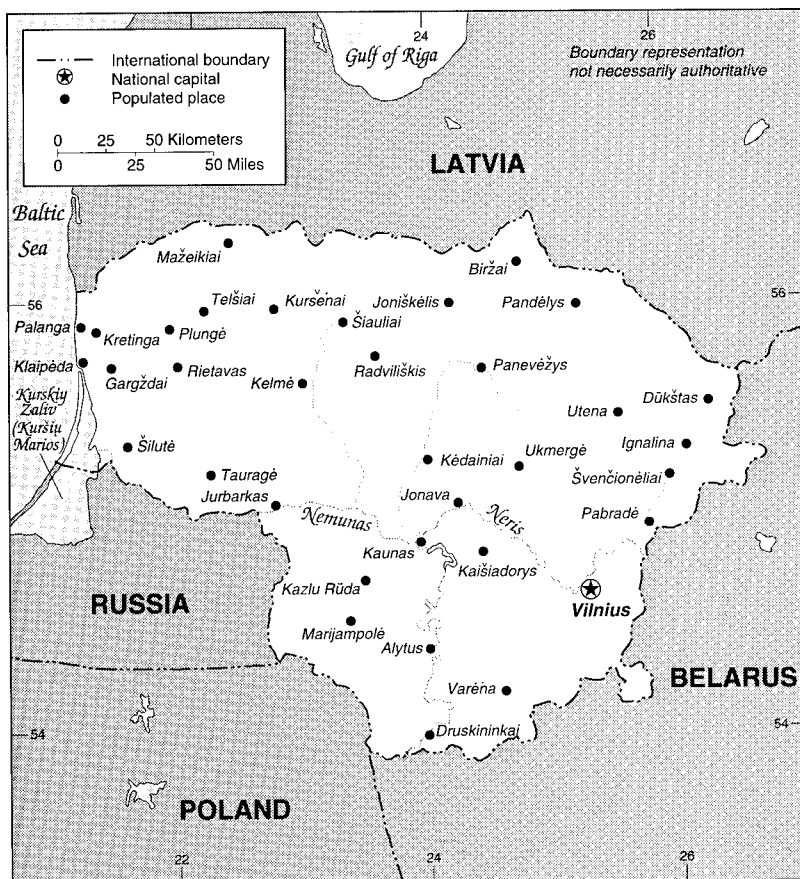 24
26
Gulf of Riga
Boundary representation
not necessarily authoritative
International boundary
National capital
Populated place
0 25 50 Kilometers
0 25 50 Miles
LATVIA
Baltic
Sea
Mažeikiai
Biržai
56
56
Telšiai
Kuršėnai
Joniškėlis
Pandėlys
Palanga
Kretinga
Plungė
Šiauliai
Klaipėda
Gargždai
Rietavas
Kelmė
Radviliškis
Panevėžys
Kurskiy
Zaliv
(Kuršių
Marios)
Utena
Dūkštas
Šilutė
Ignalina
Tauragė
Kėdainiai
Ukmergė
Švenčionėliai
Jurbarkas
Nemunas
Jonava
Neris
Pabradė
Kaunas
Kaišiadorys
RUSSIA
Kazlu Rūda
Vilnius
Marijampolė
Alytus
BELARUS
Varėna
54
Druskininkai
54
POLAND
22
24
26